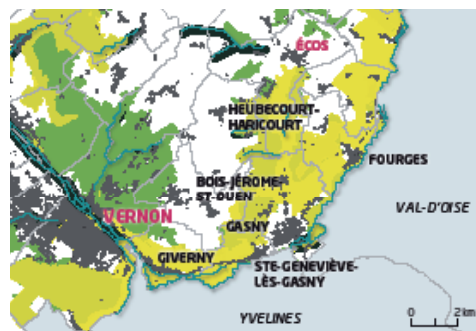 ÉCOS
HEUBECOURT-
HARICOURT
FOURGES
BOIS-JÉRÔME-
ST-OUEN
VAL-D'OISE
VERNON
GASNY
GIVERNY
STE-GENEVIÈVE-
LÈS-GASNY
YVELINES
0 2 km